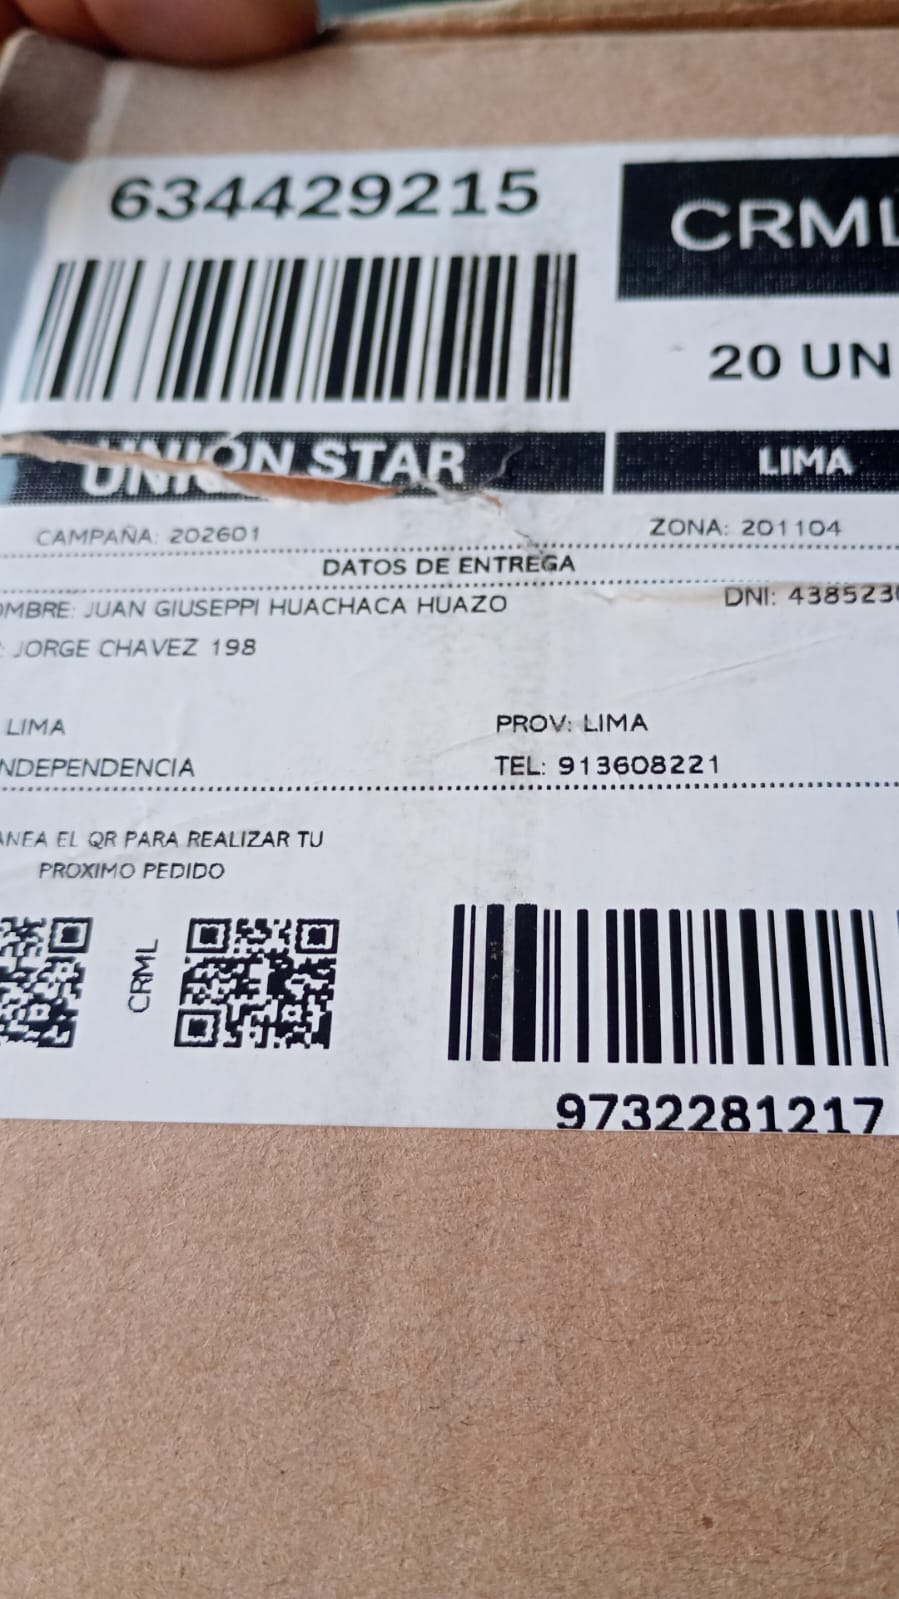 634429215
CRML
20 UN
UNIÓN STAR
LIMA
CAMPAÑA: 202601
ZONA: 201104
DATOS DE ENTREGA
OMBRE: JUAN GIUSEPPI HUACHACA HUAZO
DNI: 4385230
: JORGE CHAVEZ 198
LIMA
PROV: LIMA
NDEPENDENCIA
TEL: 913608221
ANEA EL QR PARA REALIZAR TU
PROXIMO PEDIDO
CRML
9732281217